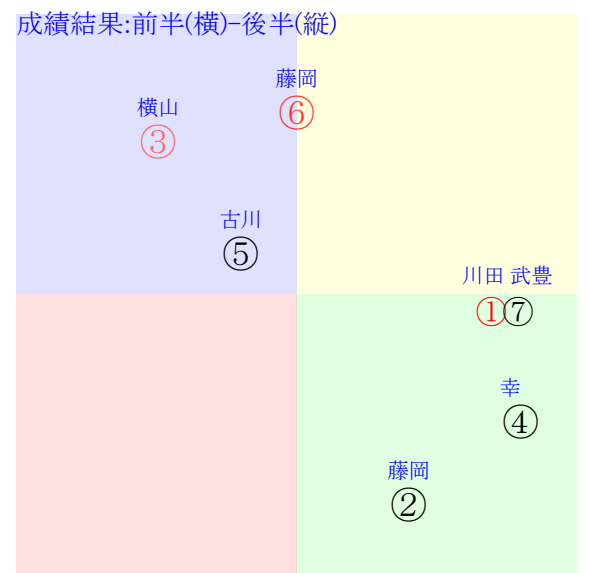 成績結果:前半(横)-後半(縦)
藤岡
⑥
横山
③
古川
⑤
川田 武豊
①⑦
幸
④
藤岡
②